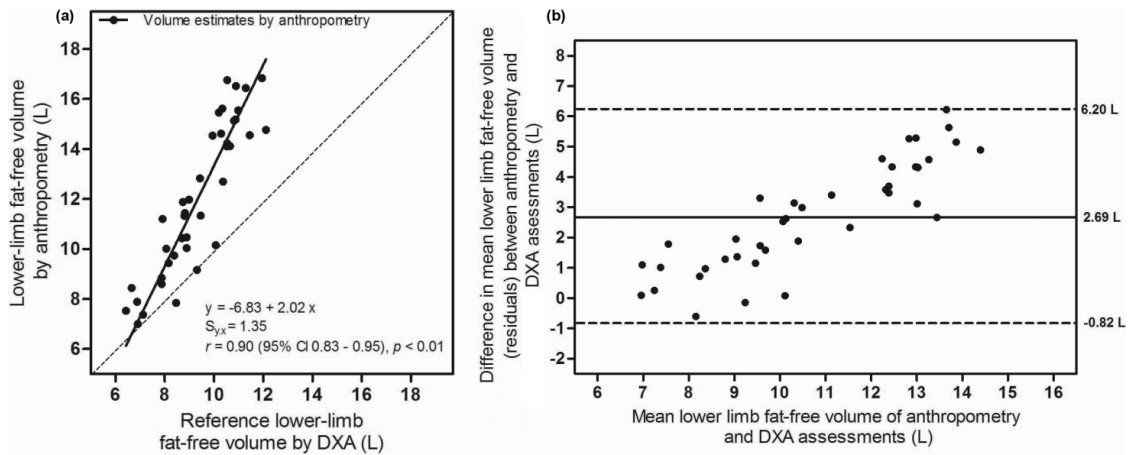 (a)
Volume estimates by anthropometry
Lower-limb fat-free volume
by anthropometry (L)
18
16
14
12
10
8
6
y = -6.83 + 2.02 x
Sy.x = 1.35
r = 0.90 (95% CI 0.83 - 0.95), p < 0.01
6 8 10 12 14 16 18
Reference lower-limb
fat-free volume by DXA (L)
(b)
Difference in mean lower limb fat-free volume
(residuals) between anthropometry and
DXA asessments (L)
8
7
6
5
4
3
2
1
0
-1
-2
6.20 L
2.69 L
-0.82 L
6 7 8 9 10 11 12 13 14 15 16
Mean lower limb fat-free volume of anthropometry
and DXA assessments (L)